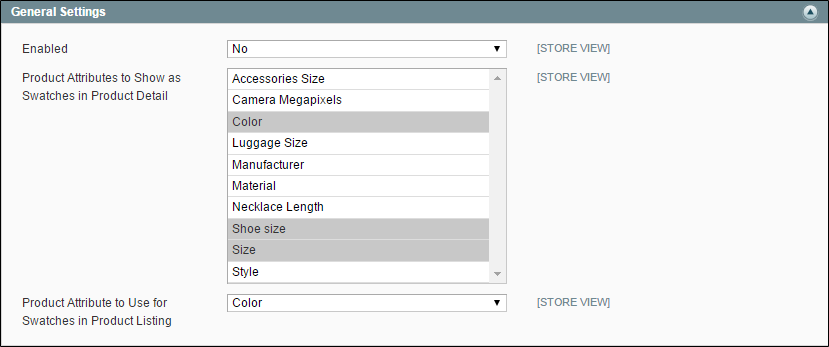 General Settings
Enabled No [STORE VIEW]
Product Attributes to Show as Swatches in Product Detail [STORE VIEW]
Accessories Size
Camera Megapixels
Color
Luggage Size
Manufacturer
Material
Necklace Length
Shoe size
Size
Style
Product Attribute to Use for Swatches in Product Listing Color [STORE VIEW]